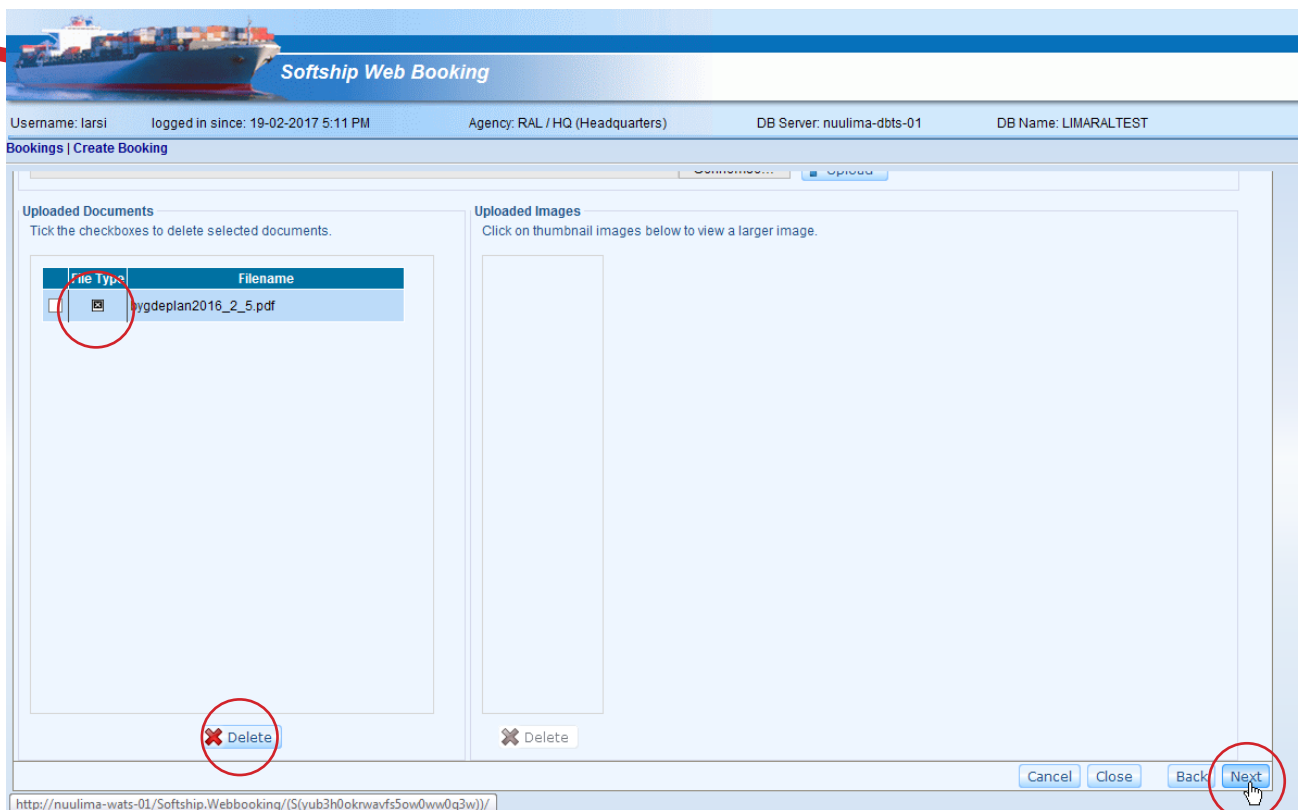 Softship Web Booking
Username: larsi logged in since: 19-02-2017 5:11 PM Agency: RAL / HQ (Headquarters) DB Server: nuulima-dbts-01 DB Name: LIMARALTEST
Bookings | Create Booking
Upload
Uploaded Documents
Tick the checkboxes to delete selected documents.
File Type Filename
bygdeplan2016_2_5.pdf
Delete
Uploaded Images
Click on thumbnail images below to view a larger image.
Delete
Cancel Close Back Next
http://nuulima-wats-01/Softship.Webbooking/(S(yub3h0okrwavfs5ow0ww0q3w))/